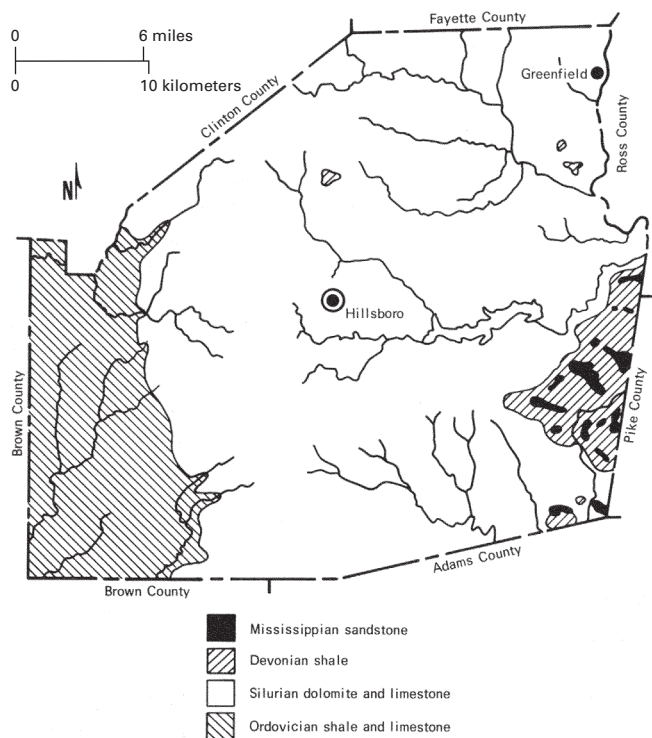 Fayette County
0 6 miles
0 10 kilometers
Greenfield
Clinton County
Ross County
N
Hillsboro
Brown County
Pike County
Adams County
Brown County
Mississippian sandstone
Devonian shale
Silurian dolomite and limestone
Ordovician shale and limestone